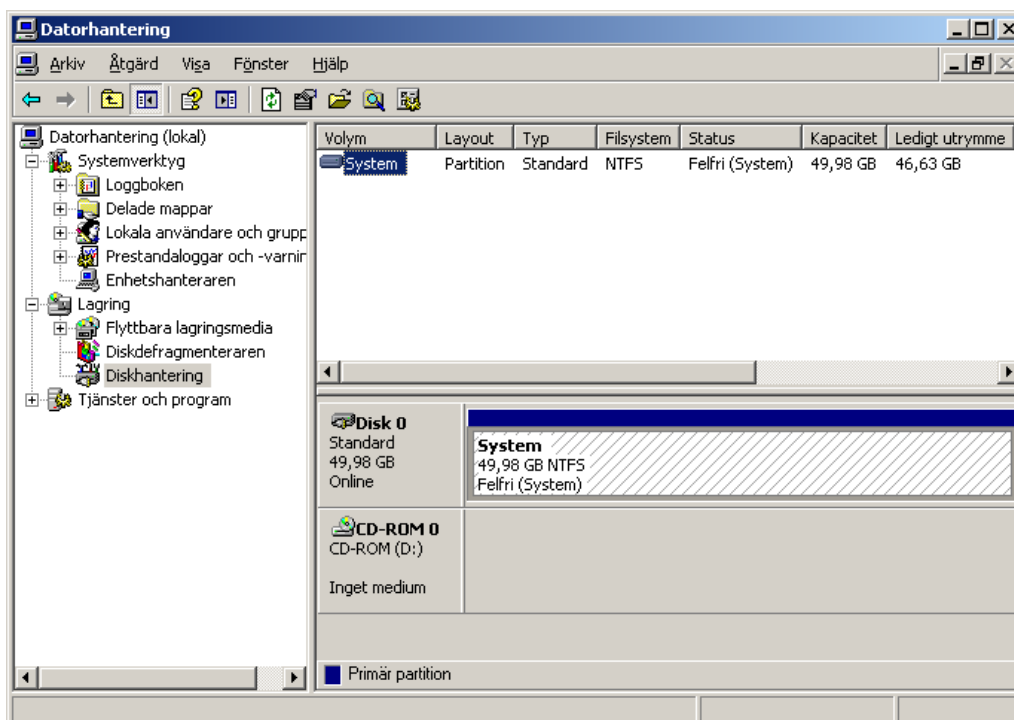 Datorhantering
Arkiv Åtgärd Visa Fönster Hjälp
Datorhantering (lokal)
Systemverktyg
Loggboken
Delade mappar
Lokala användare och grupp
Prestandaloggar och -varnin
Enhetshanteraren
Lagring
Flyttbara lagringsmedia
Diskdefragmenteraren
Diskhantering
Tjänster och program
Volym Layout Typ Filsystem Status Kapacitet Ledigt utrymme
System Partition Standard NTFS Felfri (System) 49,98 GB 46,63 GB
Disk 0
Standard
49,98 GB
Online
System
49,98 GB NTFS
Felfri (System)
CD-ROM 0
CD-ROM (D:)
Inget medium
Primär partition